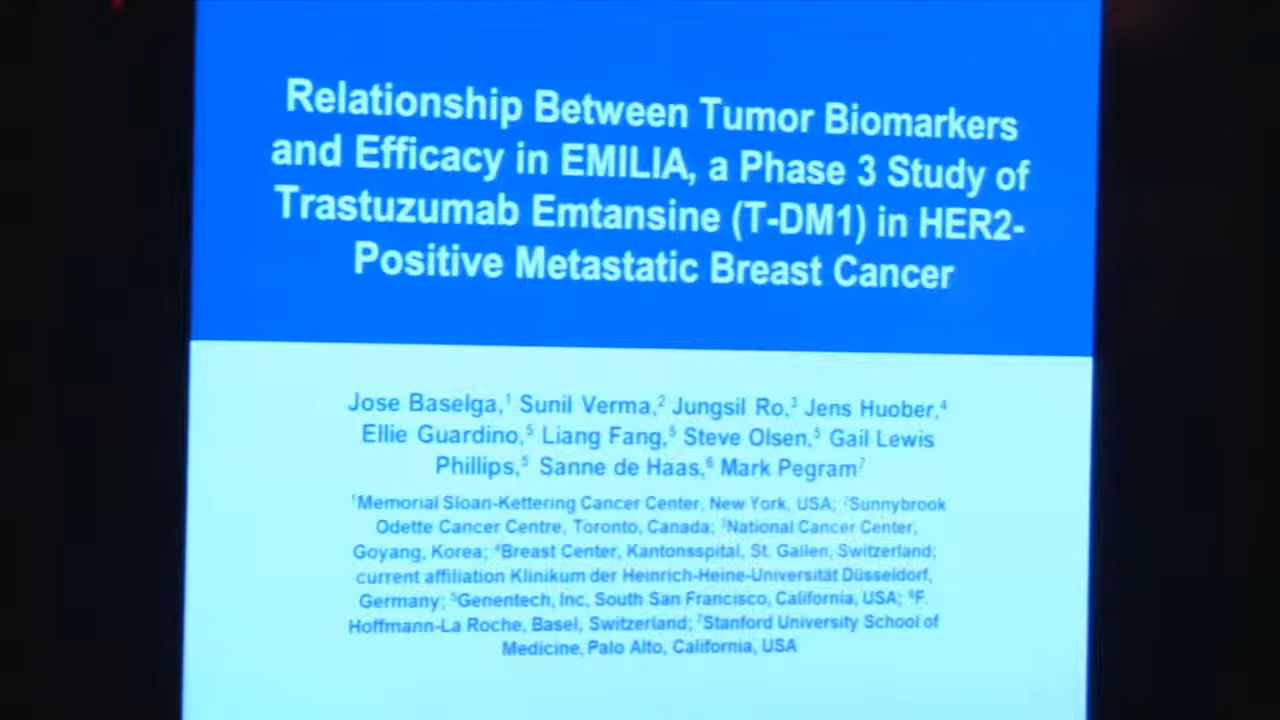 Relationship Between Tumor Biomarkers
and Efficacy in EMILIA, a Phase 3 Study of
Trastuzumab Emtansine (T-DM1) in HER2-
Positive Metastatic Breast Cancer
Jose Baselga,¹ Sunil Verma,² Jungsil Ro,³ Jens Huober,⁴
Ellie Guardino,⁵ Liang Fang,⁵ Steve Olsen,⁵ Gail Lewis
Phillips,⁵ Sanne de Haas,⁶ Mark Pegram⁷
¹Memorial Sloan-Kettering Cancer Center, New York, USA; ²Sunnybrook
Odette Cancer Centre, Toronto, Canada; ³National Cancer Center,
Goyang, Korea; ⁴Breast Center, Kantonsspital, St. Gallen, Switzerland;
current affiliation Klinikum der Heinrich-Heine-Universität Düsseldorf,
Germany; ⁵Genentech, Inc, South San Francisco, California, USA; ⁶F.
Hoffmann-La Roche, Basel, Switzerland; ⁷Stanford University School of
Medicine, Palo Alto, California, USA